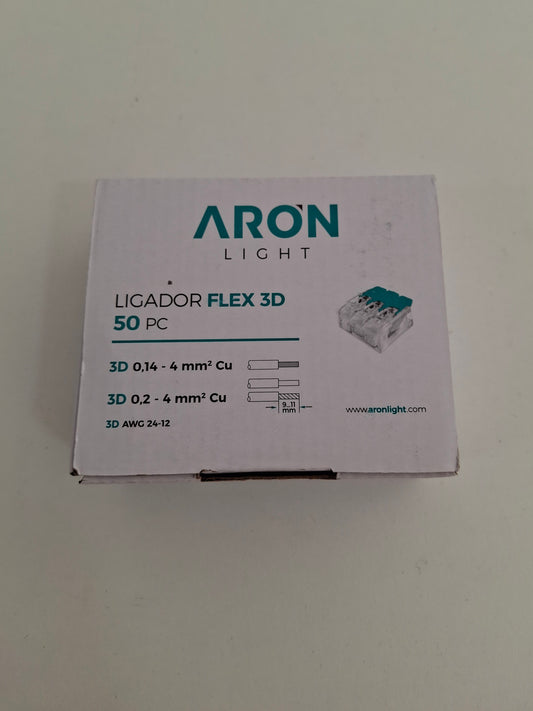 ARON
LIGHT
LIGADOR FLEX 3D
50 PC
3D 0,14 - 4 mm² Cu
3D 0,2 - 4 mm² Cu
9...11
mm
3D AWG 24-12
www.aronlight.com